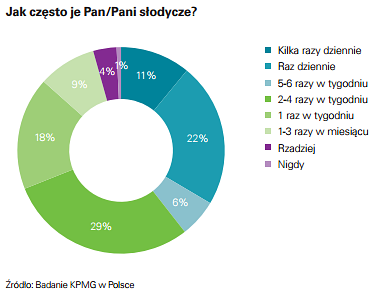 Jak często je Pan/Pani słodycze?
Kilka razy dziennie
Raz dziennie
5-6 razy w tygodniu
2-4 razy w tygodniu
1 raz w tygodniu
1-3 razy w miesiącu
Rzadziej
Nigdy
11%
22%
6%
29%
18%
9%
4%
1%
Źródło: Badanie KPMG w Polsce